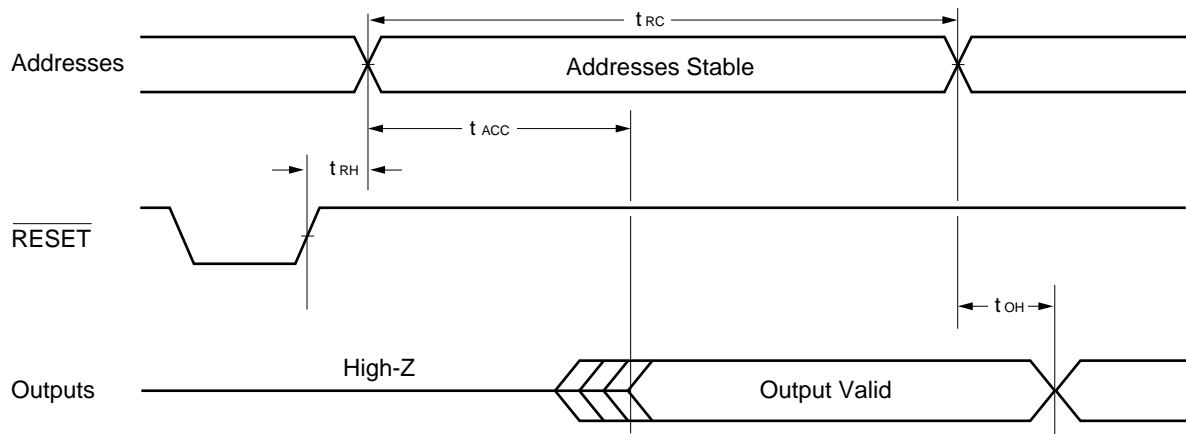 t RC
Addresses
Addresses Stable
t ACC
t RH
RESET
t OH
High-Z
Outputs
Output Valid